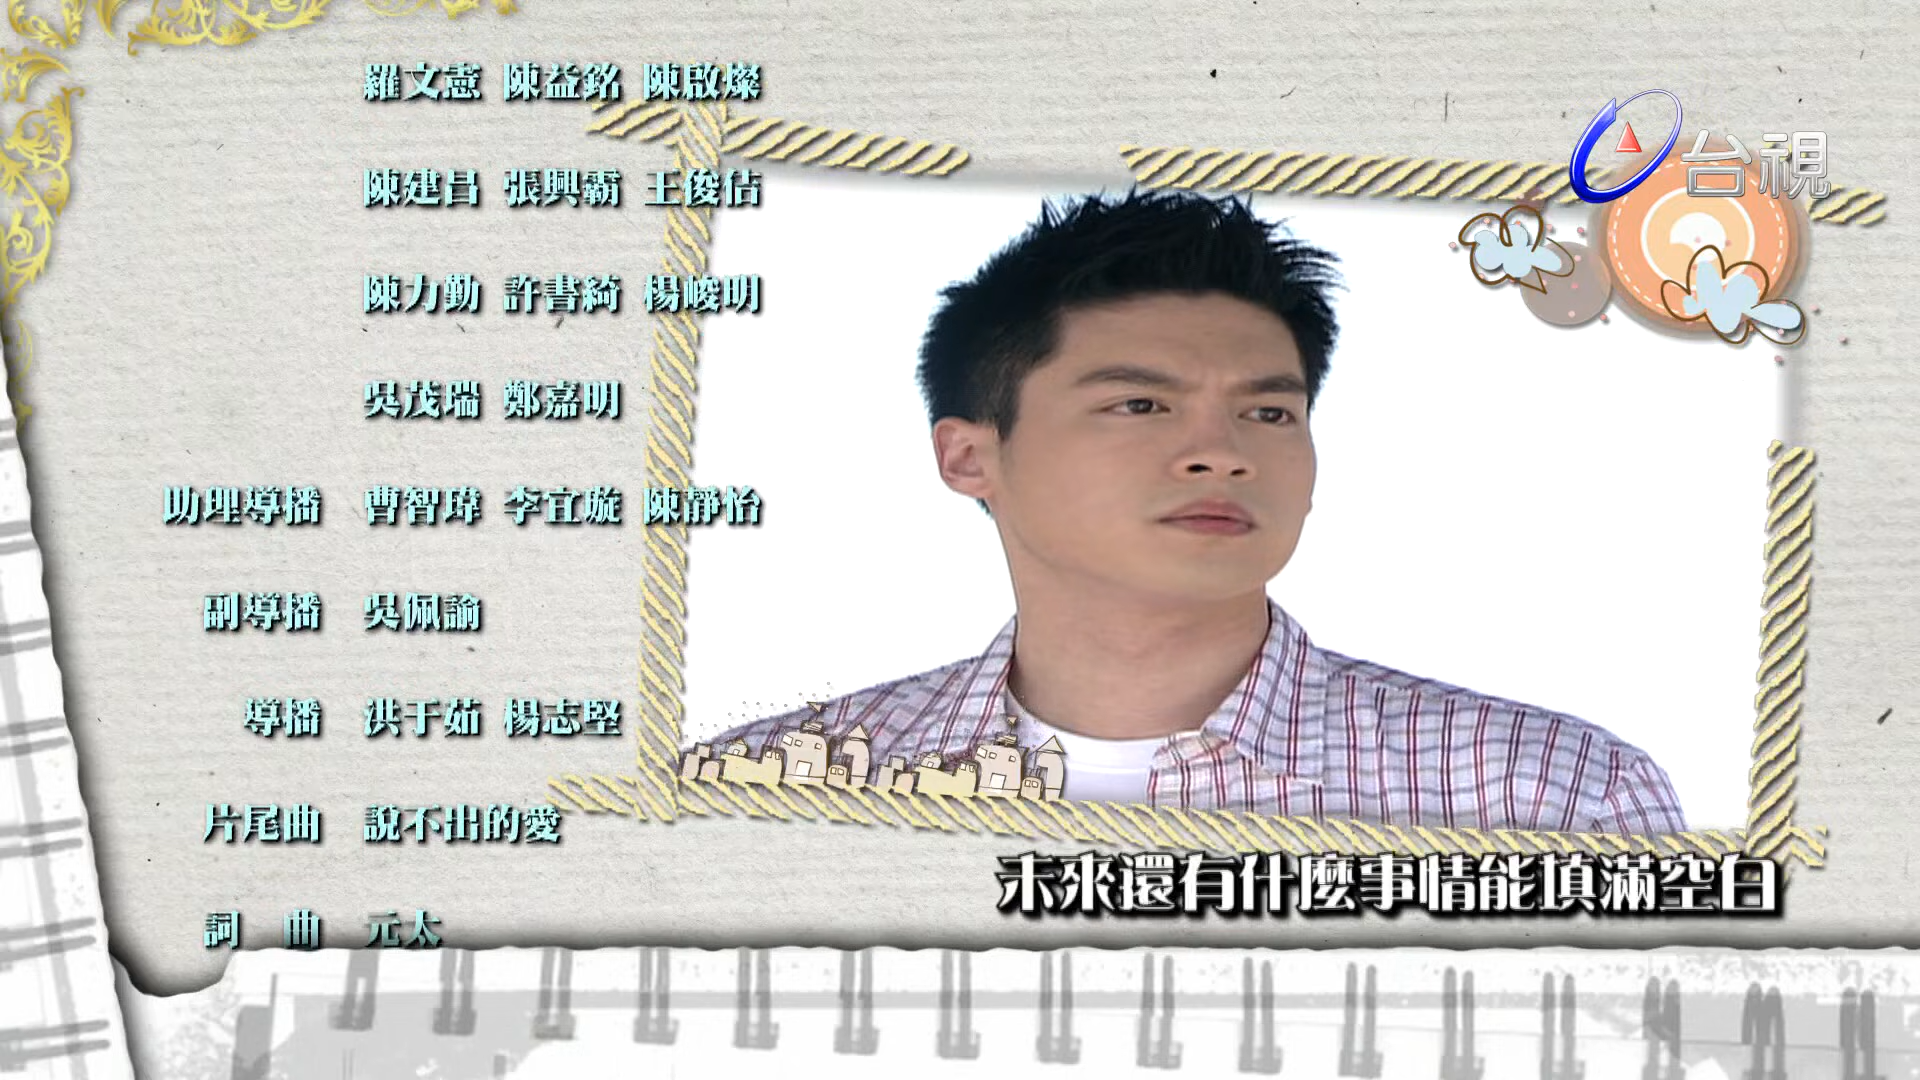 羅文憲 陳益銘 陳啟燦
台視
陳建昌 張興霸 王俊佶
陳力勤 許書綺 楊峻明
吳茂瑞 鄭嘉明
助理導播 曹智瑋 李宜璇 陳靜怡
副導播 吳佩諭
導播 洪于茹 楊志堅
片尾曲 說不出的愛
未來還有什麼事情能填滿空白
詞 曲 元太